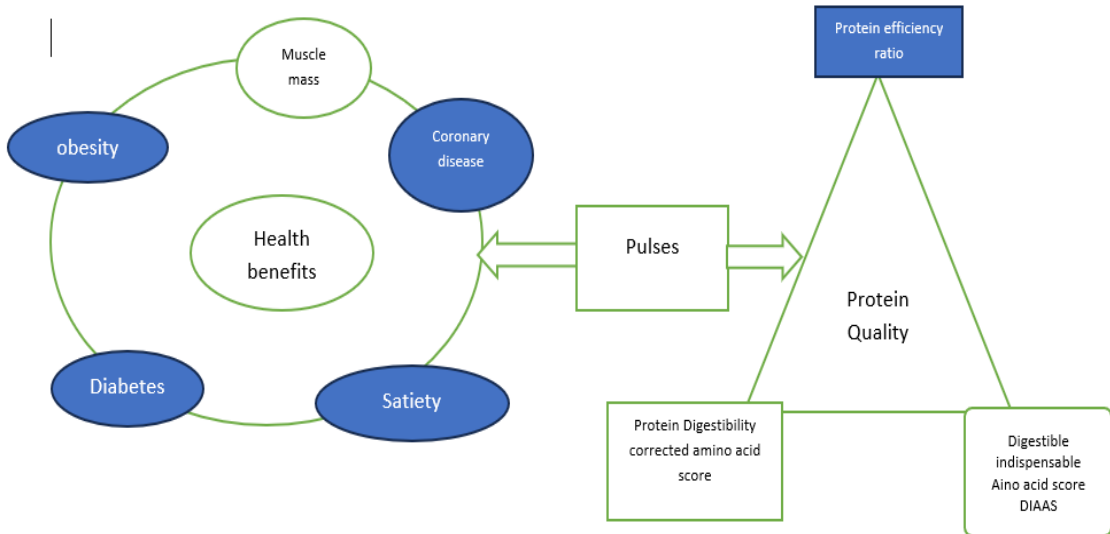 Muscle
mass
Coronary
disease
obesity
Health
benefits
Diabetes
Satiety
Pulses
Protein efficiency
ratio
Protein
Quality
Protein Digestibility
corrected amino acid
score
Digestible
indispensable
Aino acid score
DIAAS